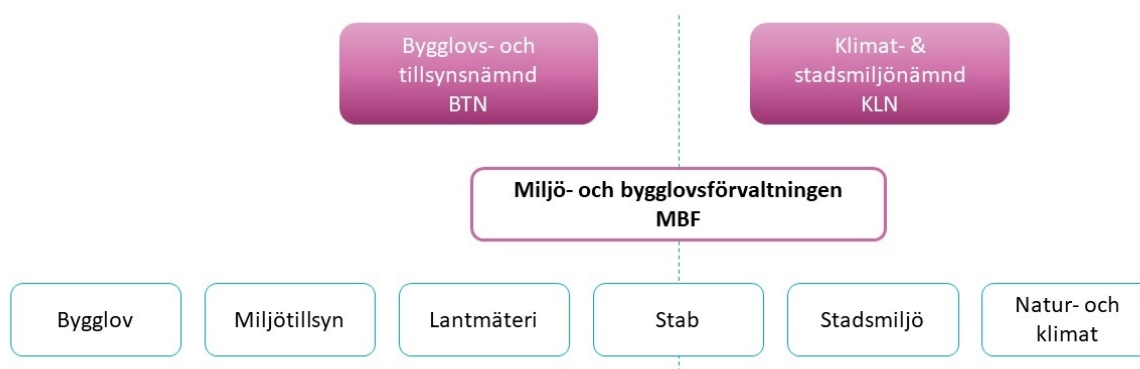 Bygglovs- och
tillsynsnämnd
BTN
Klimat- &
stadsmiljönämnd
KLN
Miljö- och bygglovsförvaltningen
MBF
Bygglov
Miljötillsyn
Lantmäteri
Stab
Stadsmiljö
Natur- och
klimat